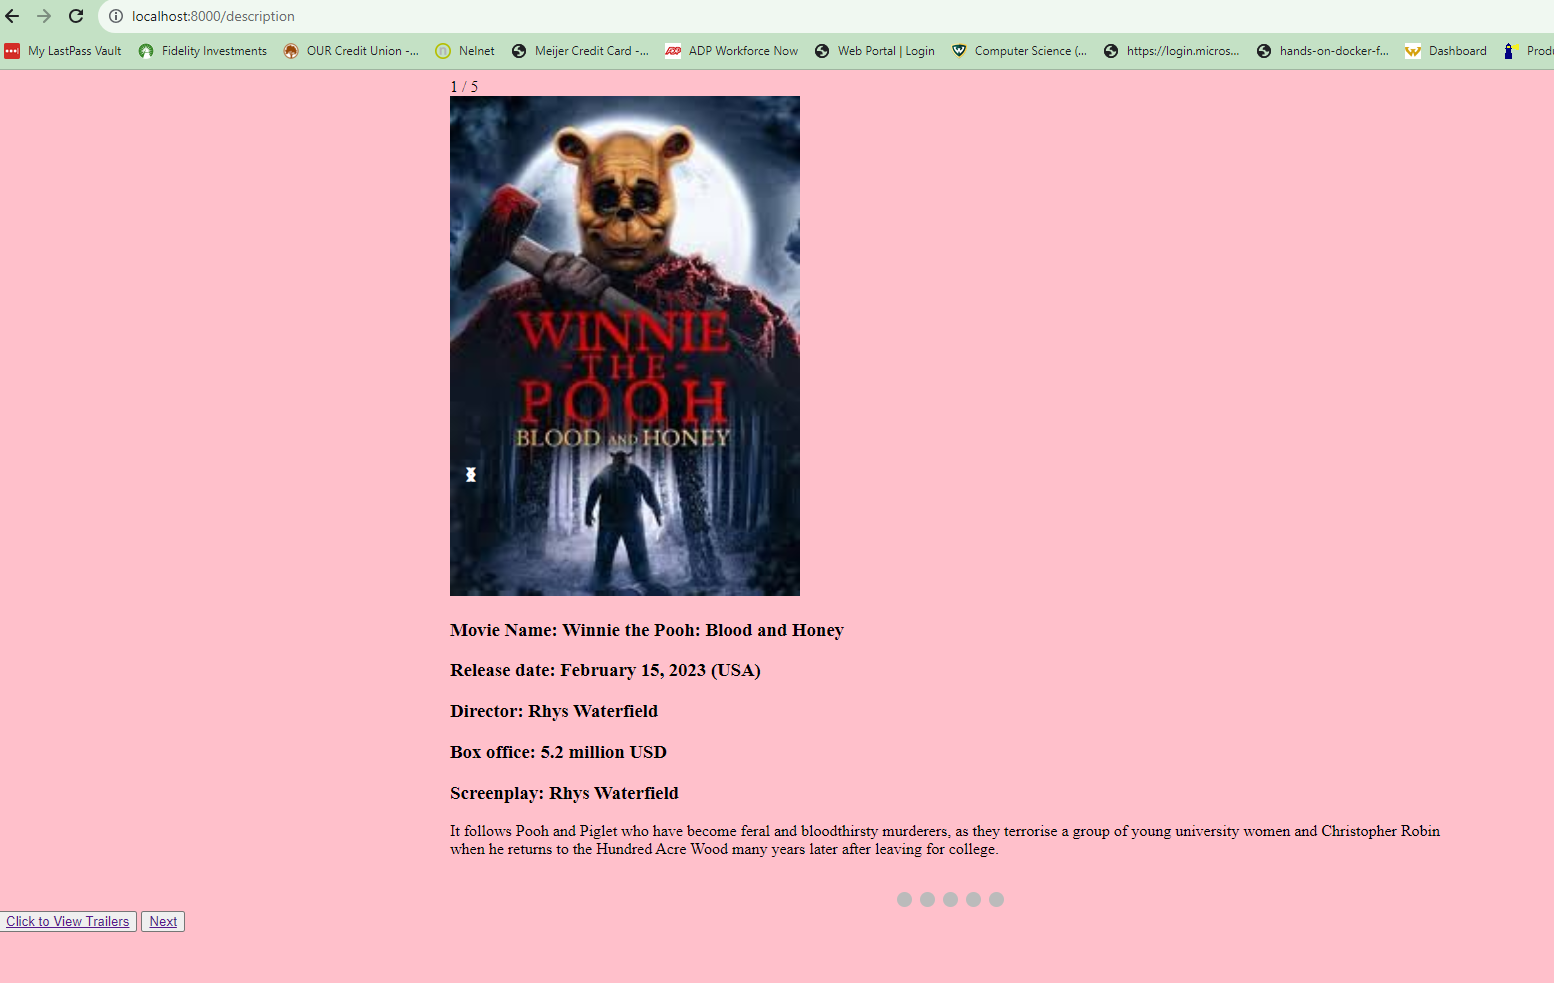 localhost:8000/description
My LastPass Vault
Fidelity Investments
OUR Credit Union -...
Nelnet
Meijer Credit Card -...
ADP Workforce Now
Web Portal | Login
Computer Science (...
https://login.micros...
hands-on-docker-f...
Dashboard
Produ
1 / 5
WINNIE
-THE-
POOH
BLOOD AND HONEY
Movie Name: Winnie the Pooh: Blood and Honey
Release date: February 15, 2023 (USA)
Director: Rhys Waterfield
Box office: 5.2 million USD
Screenplay: Rhys Waterfield
It follows Pooh and Piglet who have become feral and bloodthirsty murderers, as they terrorise a group of young university women and Christopher Robin
when he returns to the Hundred Acre Wood many years later after leaving for college.
Click to View Trailers Next